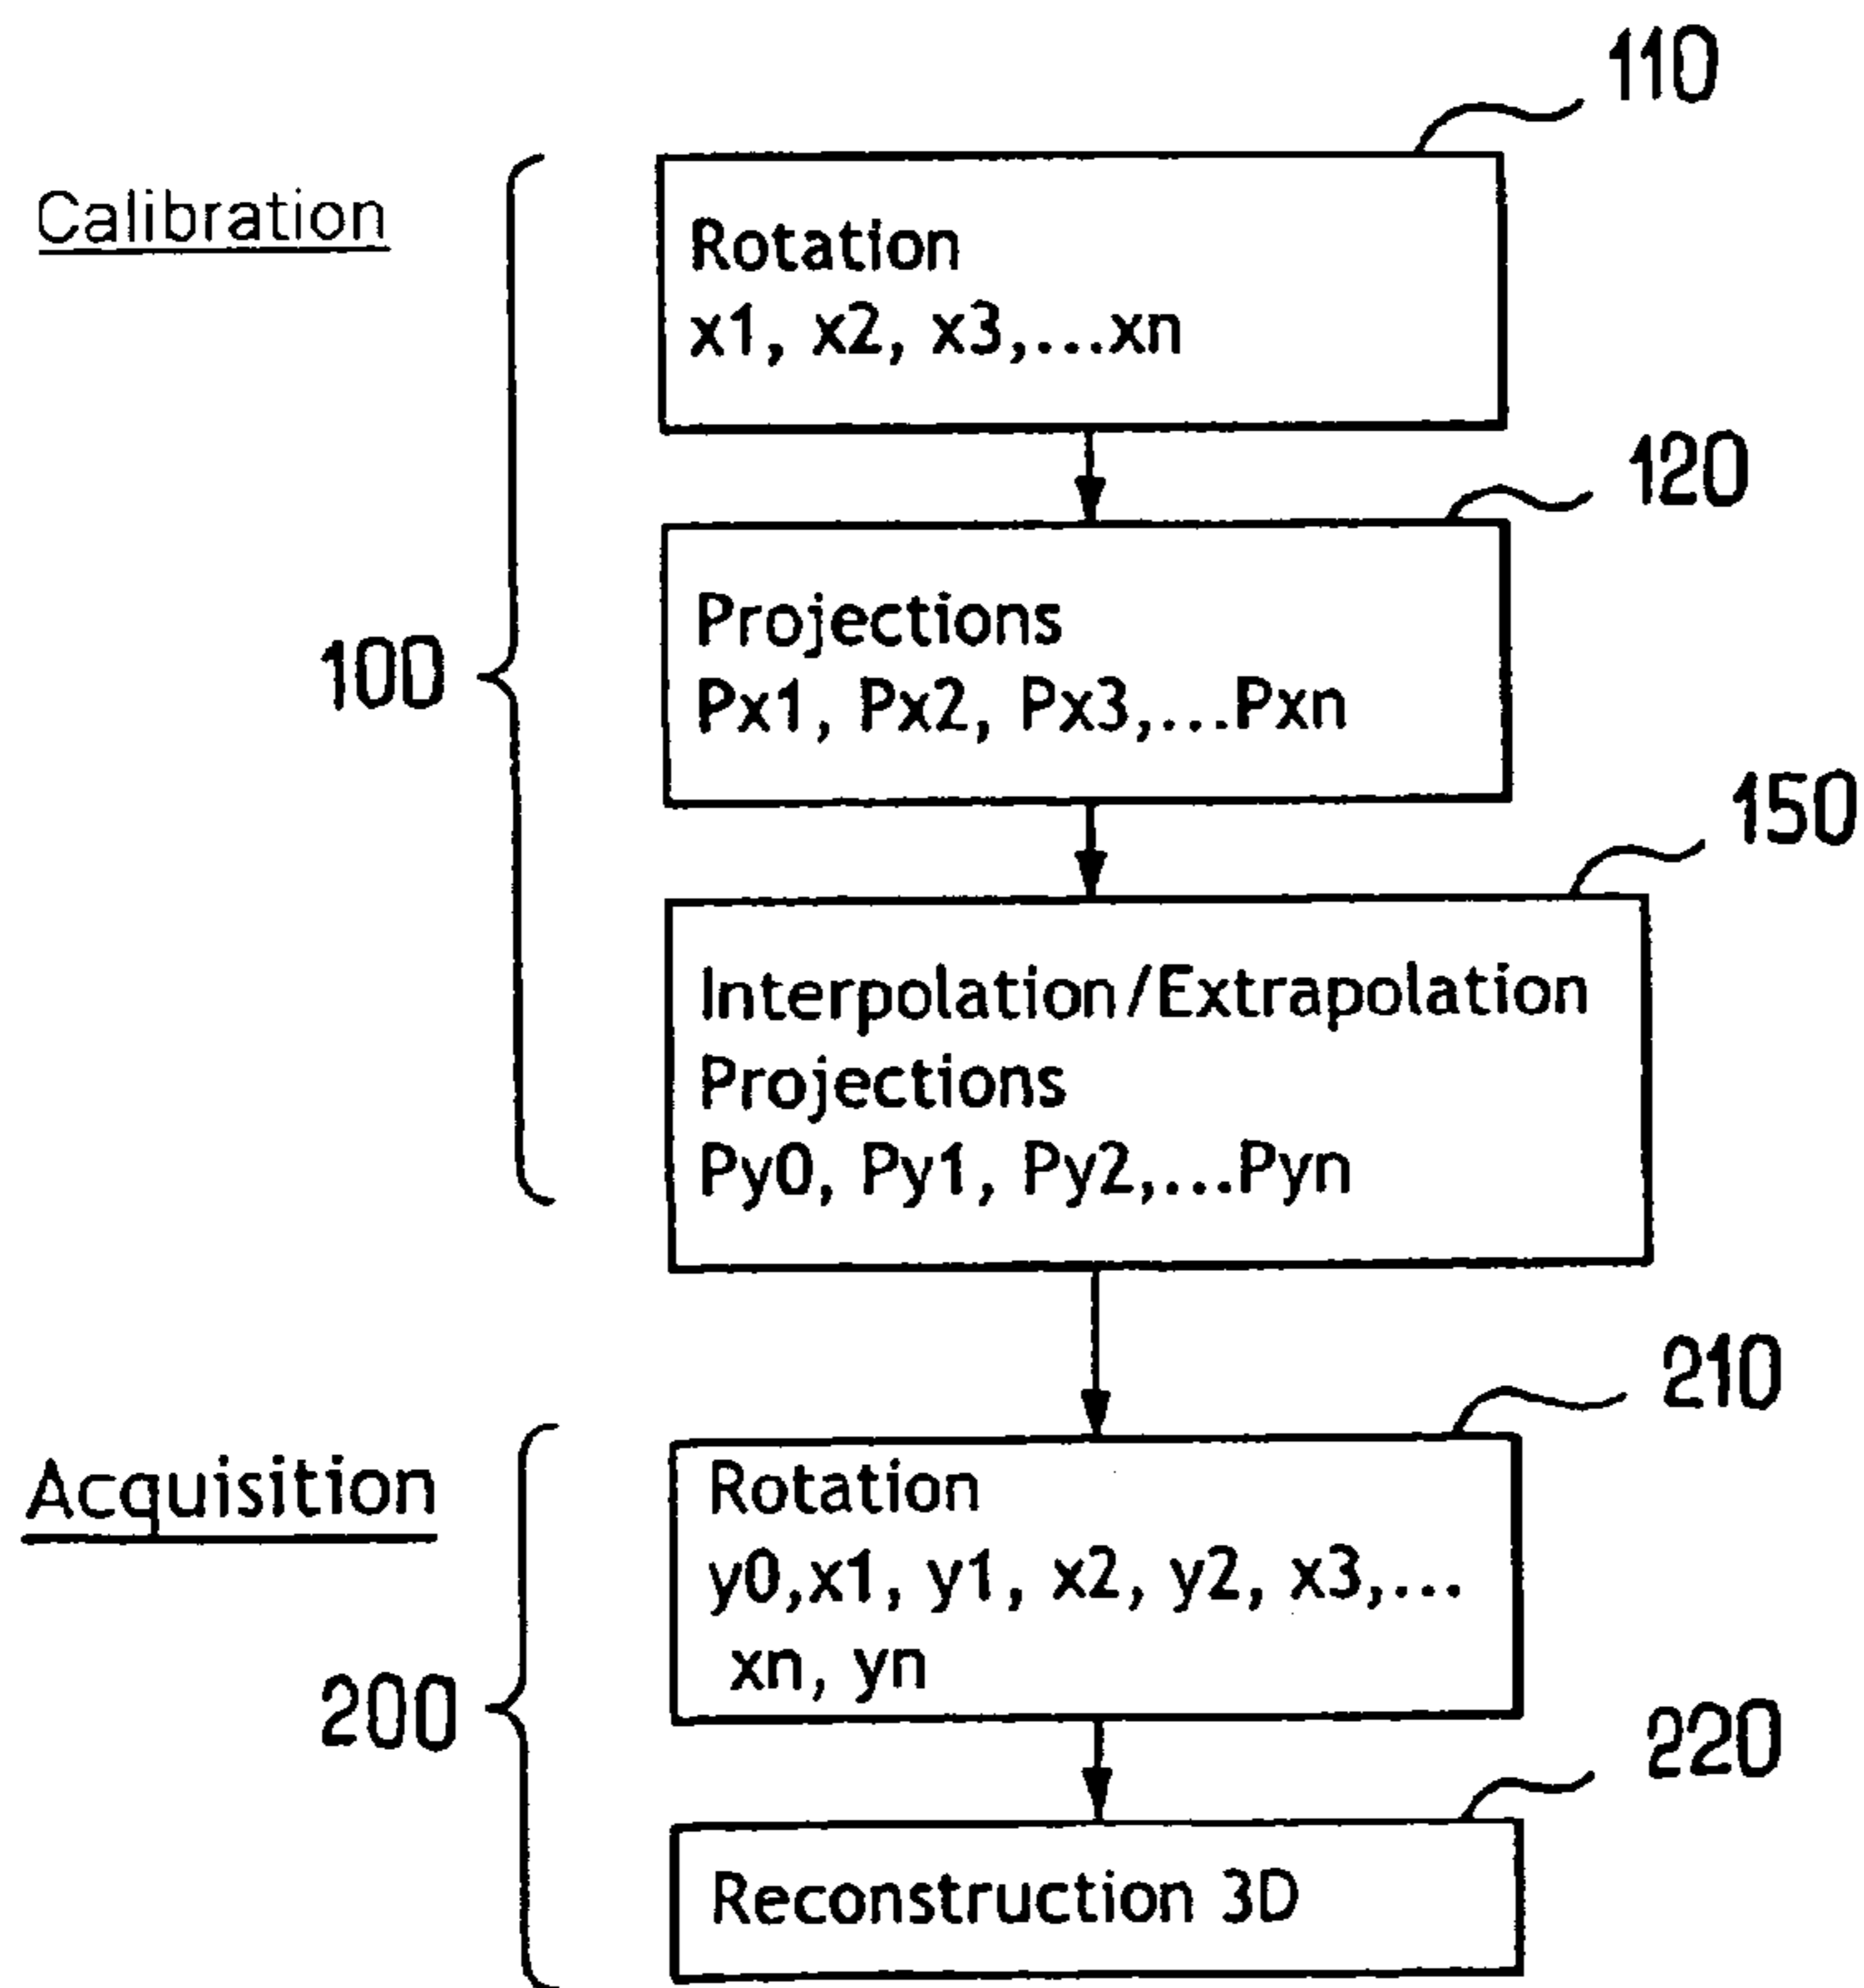 110
Calibration
Rotation
x1, x2, x3,...xn
120
100
Projections
Px1, Px2, Px3,...Pxn
150
Interpolation/Extrapolation
Projections
Py0, Py1, Py2,...Pyn
210
Acquisition
Rotation
y0,x1, y1, x2, y2, x3,...
xn, yn
200
220
Reconstruction 3D